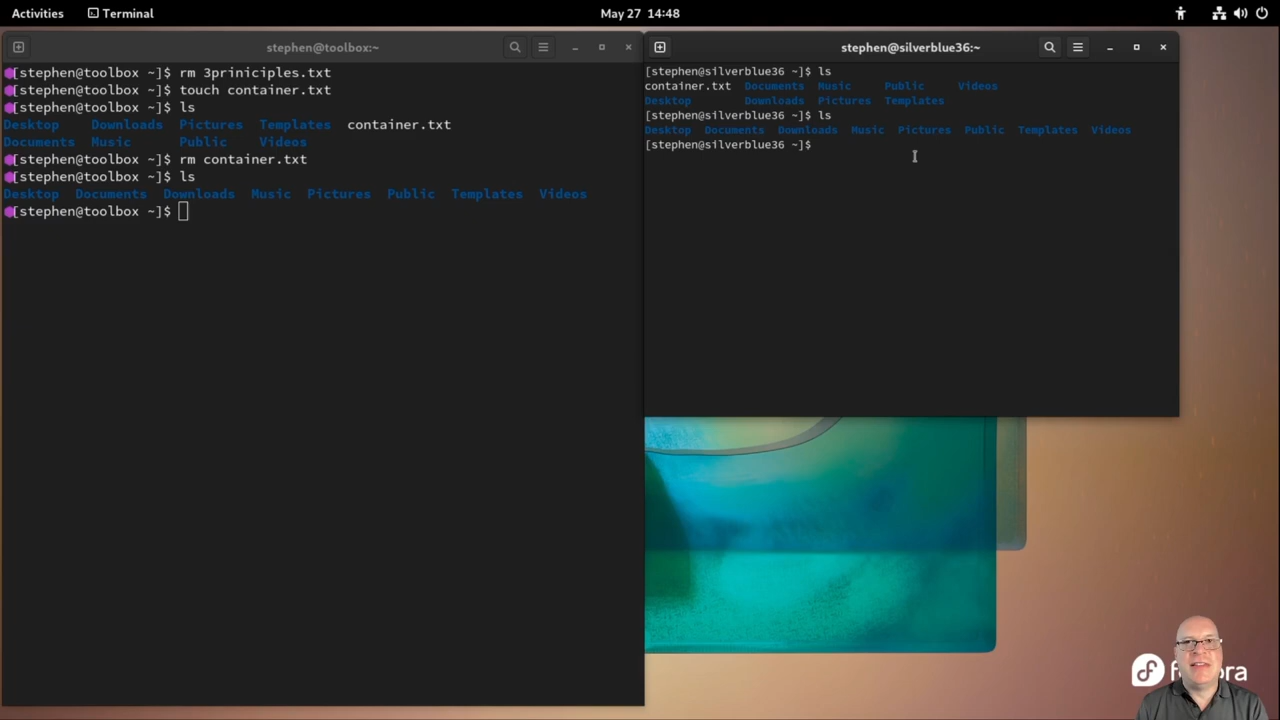 Activities Terminal May 27 14:48
stephen@toolbox:~
[stephen@toolbox ~]$ rm 3priniciples.txt
[stephen@toolbox ~]$ touch container.txt
[stephen@toolbox ~]$ ls
Desktop Downloads Pictures Templates container.txt
Documents Music Public Videos
[stephen@toolbox ~]$ rm container.txt
[stephen@toolbox ~]$ ls
Desktop Documents Downloads Music Pictures Public Templates Videos
[stephen@toolbox ~]$
stephen@silverblue36:~
[stephen@silverblue36 ~]$ ls
container.txt Documents Music Public Videos
Desktop Downloads Pictures Templates
[stephen@silverblue36 ~]$ ls
Desktop Documents Downloads Music Pictures Public Templates Videos
[stephen@silverblue36 ~]$